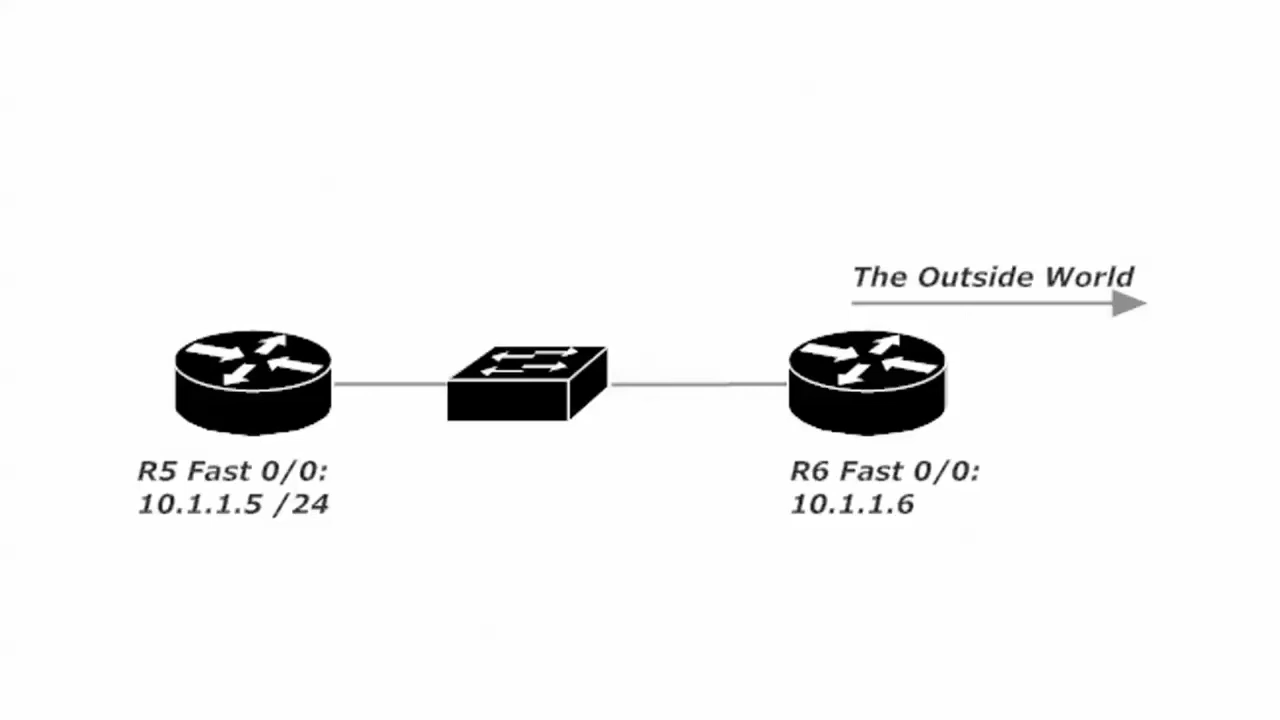 The Outside World
R5 Fast 0/0:
10.1.1.5 /24
R6 Fast 0/0:
10.1.1.6